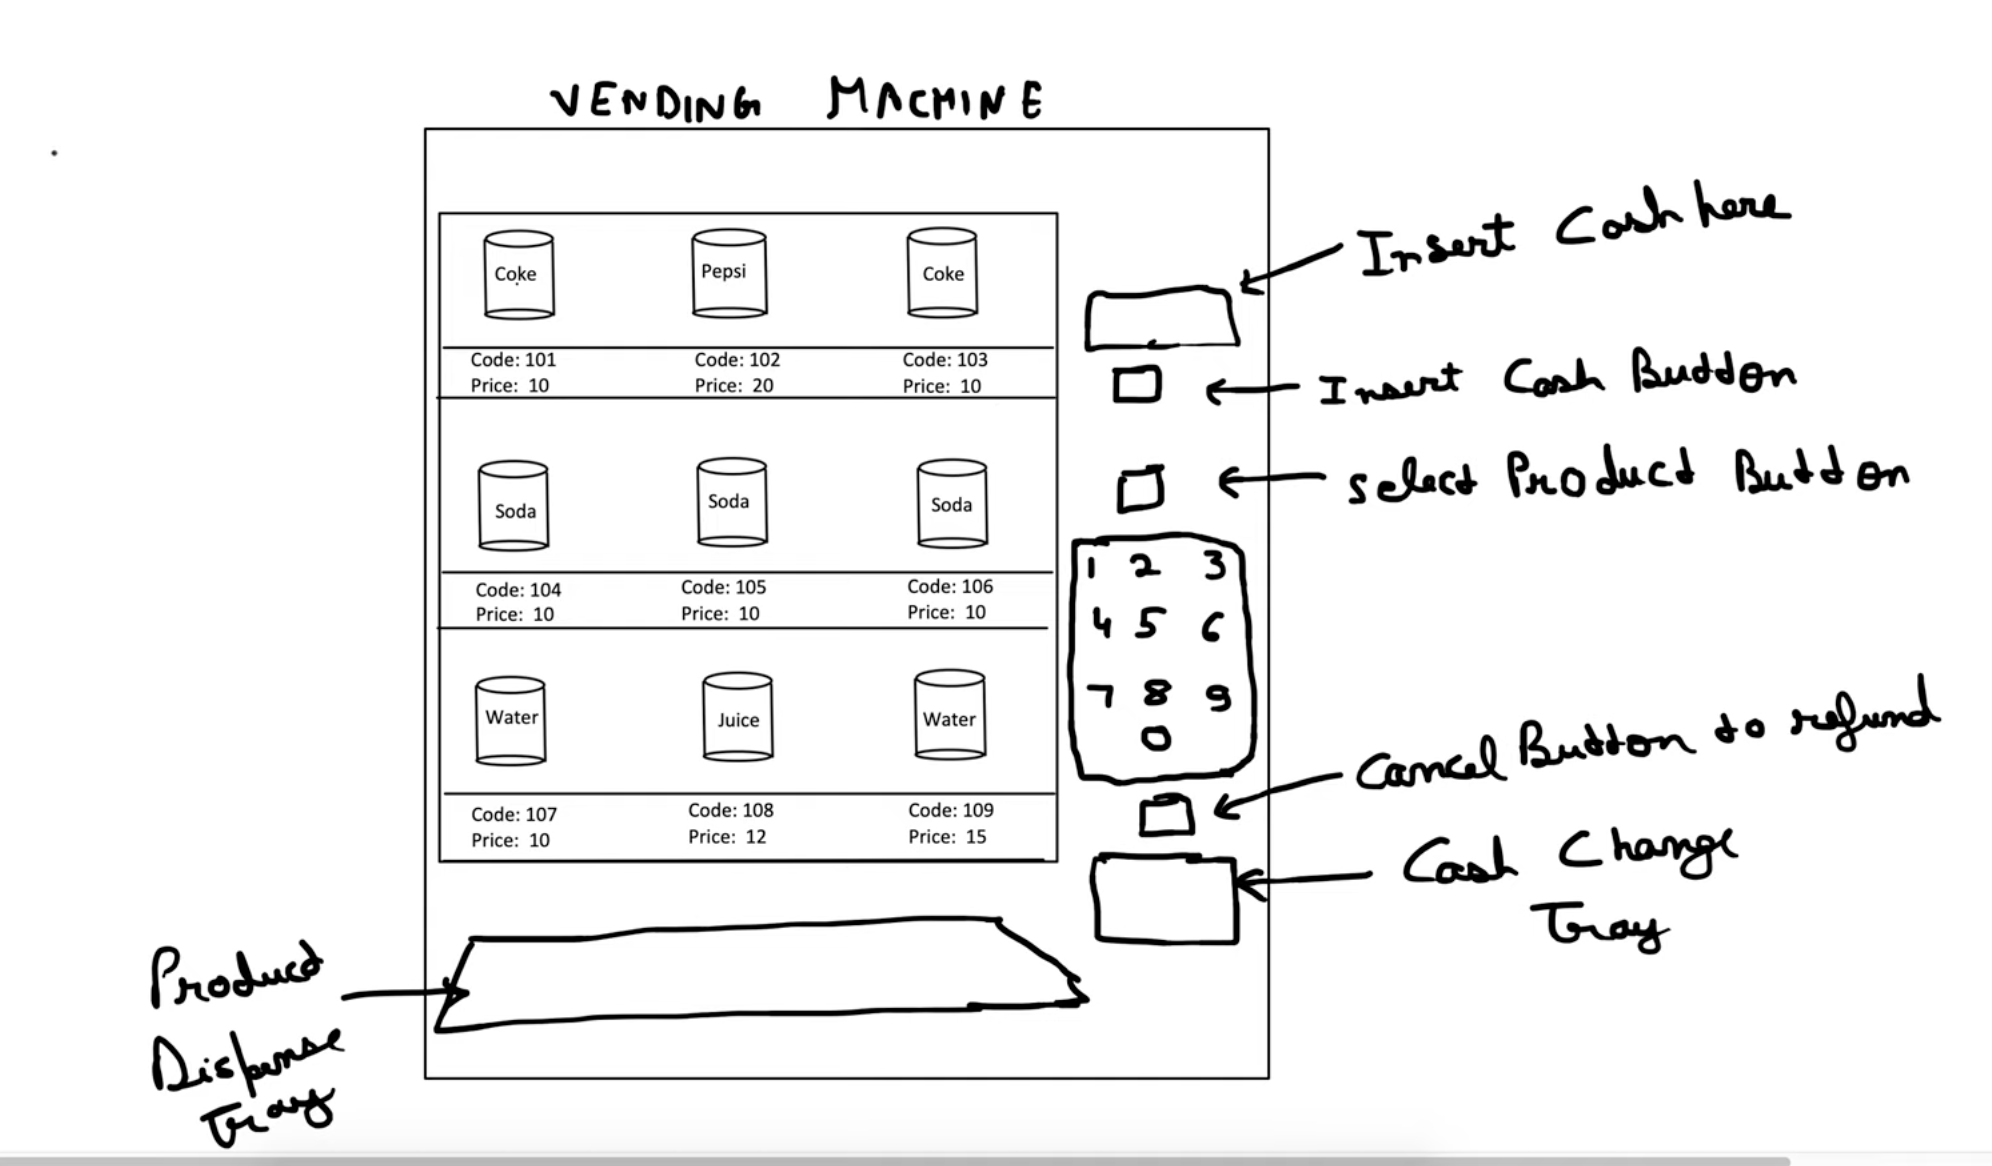 VENDING MACHINE
Coke Pepsi Coke
Code: 101 Code: 102 Code: 103
Price: 10 Price: 20 Price: 10
Soda Soda Soda
Code: 104 Code: 105 Code: 106
Price: 10 Price: 10 Price: 10
Water Juice Water
Code: 107 Code: 108 Code: 109
Price: 10 Price: 12 Price: 15
Insert Cash here
Insert Cash Button
Select Product Button
1 2 3
4 5 6
7 8 9
0
Cancel Button to refund
Cash Change
Tray
Product
Dispense
Tray